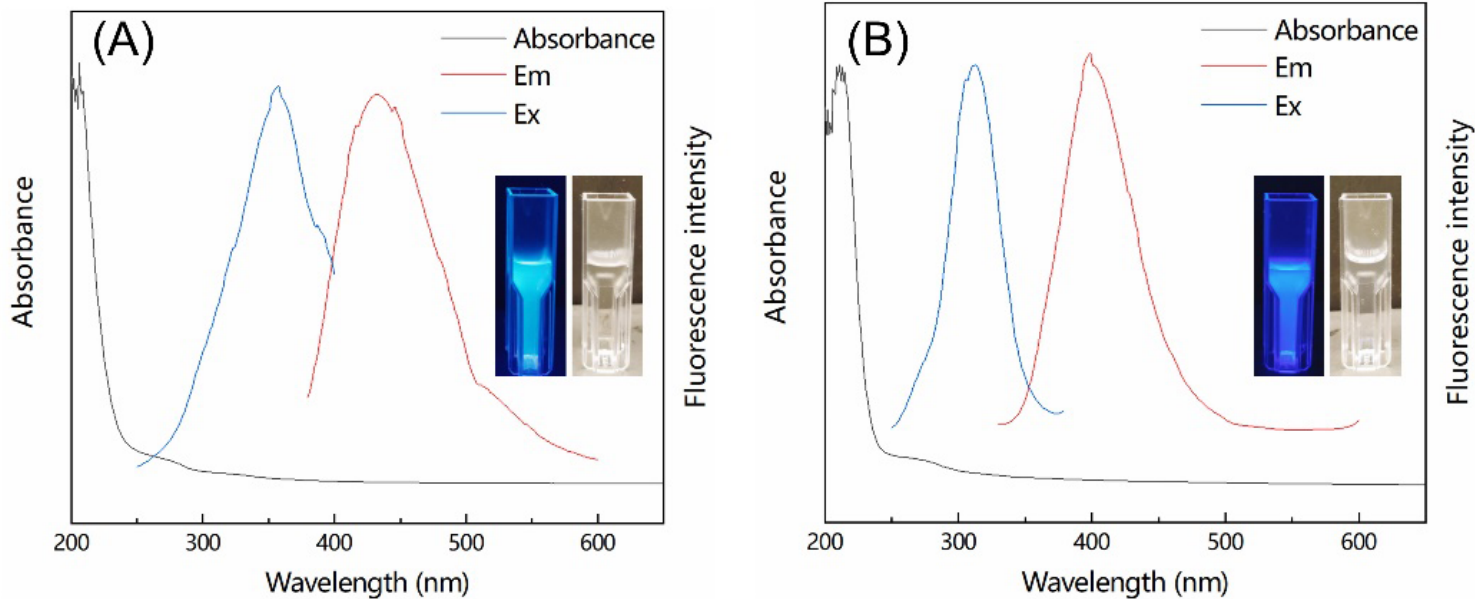 (A)
Absorbance
Em
Ex
Absorbance
Fluorescence intensity
200 300 400 500 600
Wavelength (nm)
(B)
Absorbance
Em
Ex
Absorbance
Fluorescence intensity
200 300 400 500 600
Wavelength (nm)